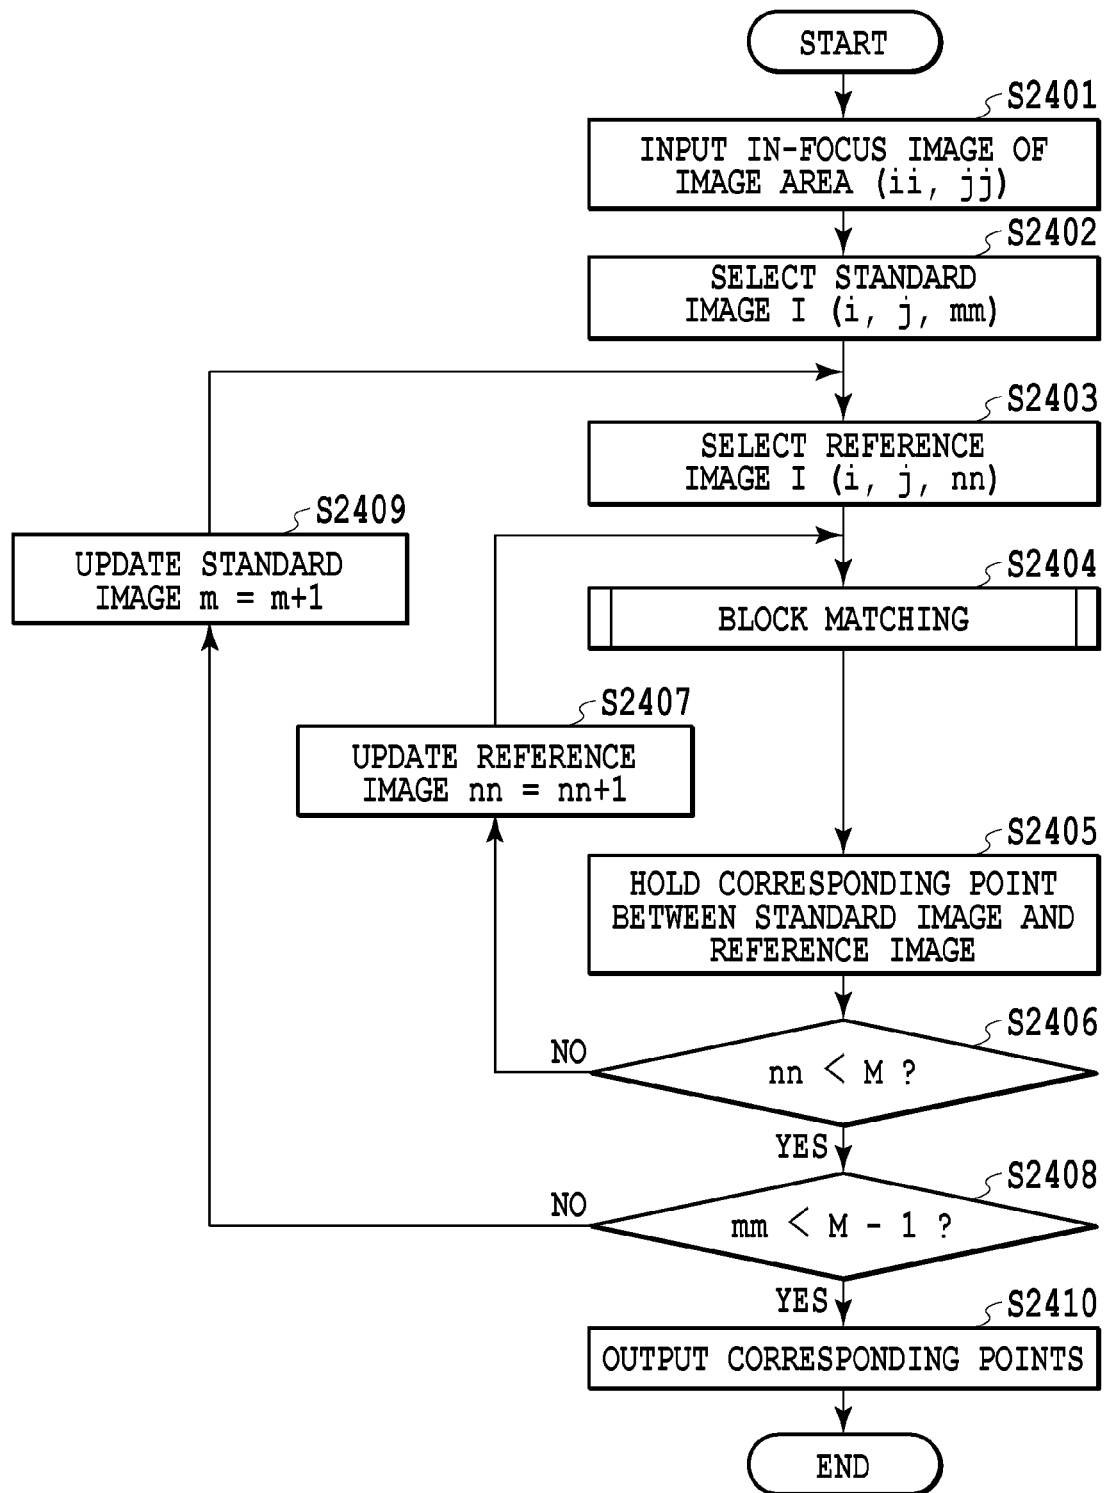 START
S2401
INPUT IN-FOCUS IMAGE OF
IMAGE AREA (ii, jj)
S2402
SELECT STANDARD
IMAGE I (i, j, mm)
S2403
SELECT REFERENCE
IMAGE I (i, j, nn)
S2409
UPDATE STANDARD
IMAGE m = m+1
S2404
BLOCK MATCHING
S2407
UPDATE REFERENCE
IMAGE nn = nn+1
S2405
HOLD CORRESPONDING POINT
BETWEEN STANDARD IMAGE AND
REFERENCE IMAGE
S2406
NO
nn < M ?
YES
S2408
NO
mm < M - 1 ?
YES
S2410
OUTPUT CORRESPONDING POINTS
END